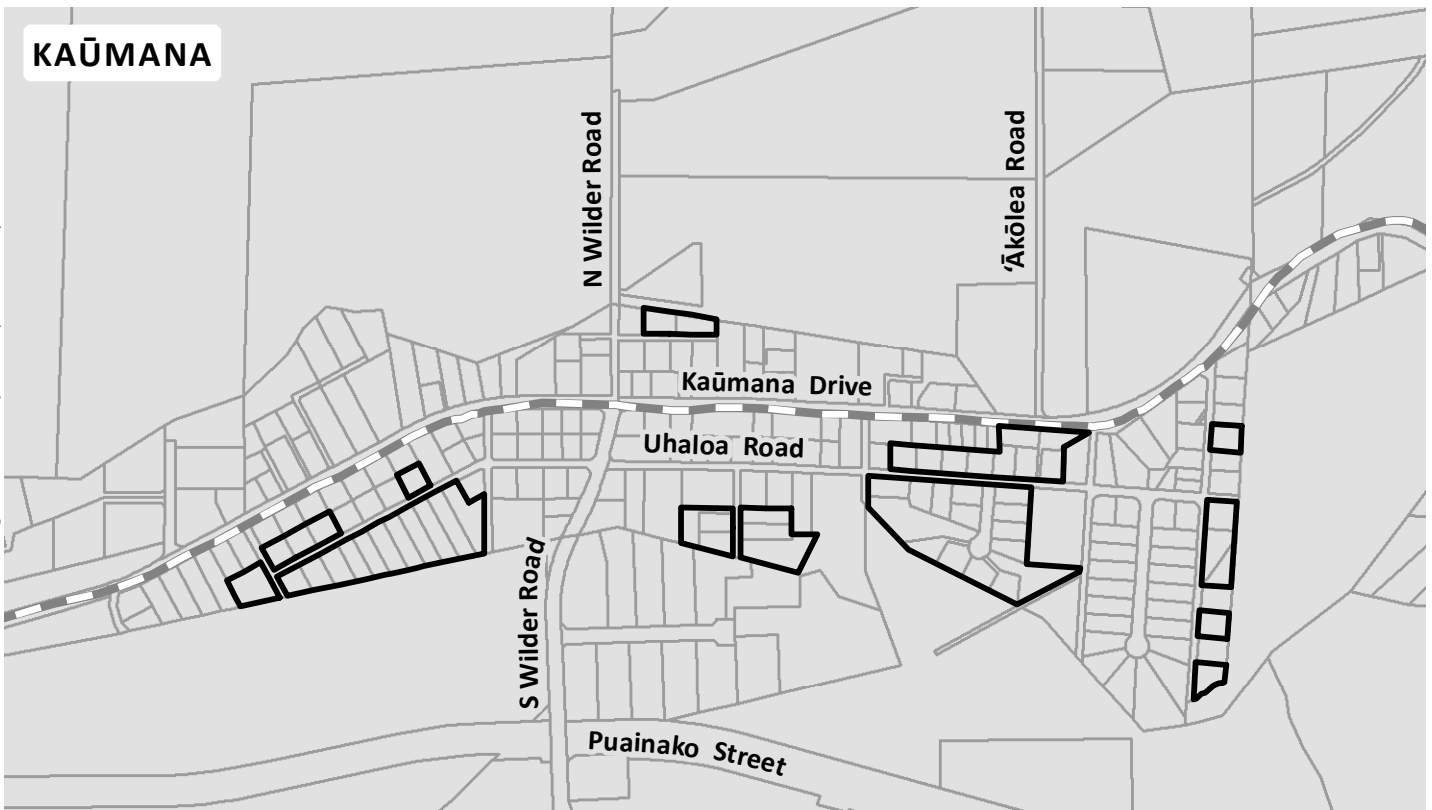 KAŪMANA
N Wilder Road
ʻĀkōlea Road
Kaūmana Drive
Uhaloa Road
S Wilder Road
Puainako Street